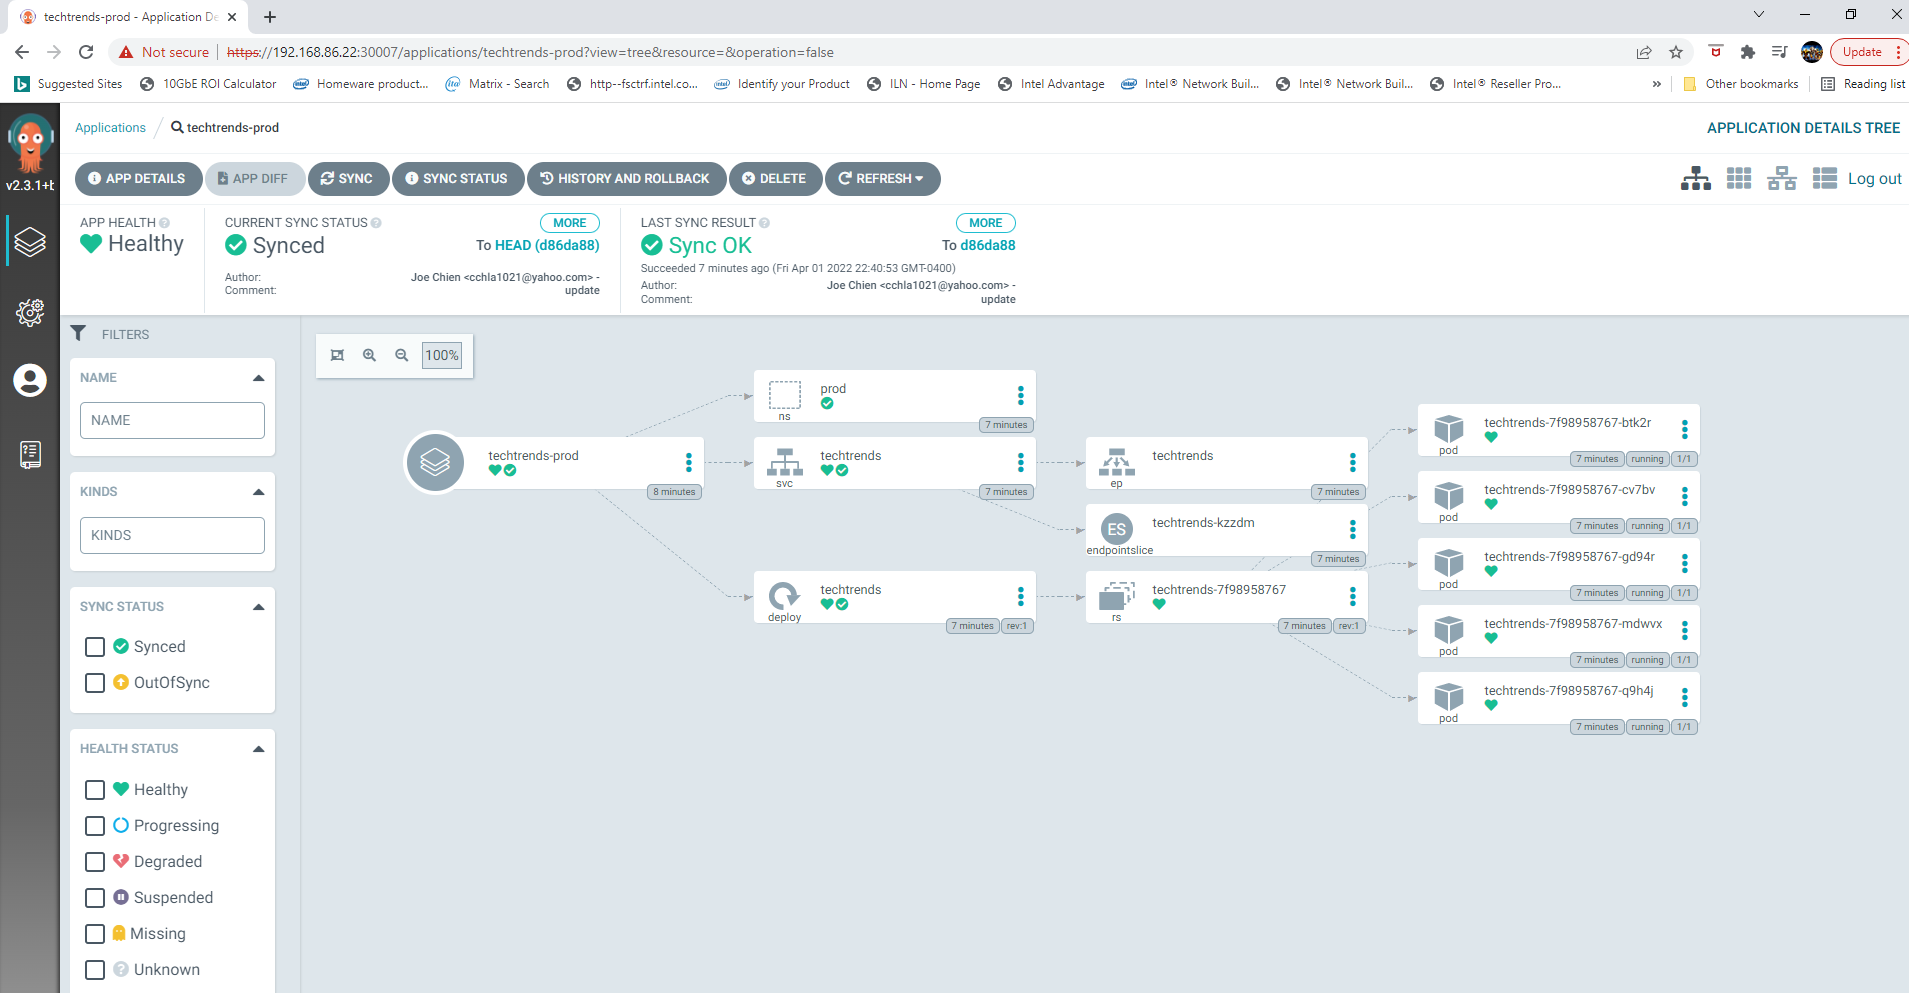 techtrends-prod - Application De
Not secure | https://192.168.86.22:30007/applications/techtrends-prod?view=tree&resource=&operation=false
Update
Suggested Sites
10GbE ROI Calculator
Homeware product...
Matrix - Search
http--fsctrf.intel.co...
Identify your Product
ILN - Home Page
Intel Advantage
Intel® Network Buil...
Intel® Network Buil...
Intel® Reseller Pro...
»
Other bookmarks
Reading list
v2.3.1+b
Applications / techtrends-prod
APPLICATION DETAILS TREE
APP DETAILS
APP DIFF
SYNC
SYNC STATUS
HISTORY AND ROLLBACK
DELETE
REFRESH
Log out
APP HEALTH
Healthy
CURRENT SYNC STATUS
MORE
Synced
To HEAD (d86da88)
Author: Joe Chien <cchla1021@yahoo.com> -
Comment: update
LAST SYNC RESULT
MORE
Sync OK
To d86da88
Succeeded 7 minutes ago (Fri Apr 01 2022 22:40:53 GMT-0400)
Author: Joe Chien <cchla1021@yahoo.com> -
Comment: update
FILTERS
NAME
NAME
KINDS
KINDS
SYNC STATUS
Synced
OutOfSync
HEALTH STATUS
Healthy
Progressing
Degraded
Suspended
Missing
Unknown
100%
techtrends-prod
8 minutes
prod
ns
7 minutes
techtrends
svc
7 minutes
techtrends
deploy
7 minutes rev:1
techtrends
ep
7 minutes
ES
techtrends-kzzdm
endpointslice
7 minutes
techtrends-7f98958767
rs
7 minutes rev:1
techtrends-7f98958767-btk2r
pod
7 minutes running 1/1
techtrends-7f98958767-cv7bv
pod
7 minutes running 1/1
techtrends-7f98958767-gd94r
pod
7 minutes running 1/1
techtrends-7f98958767-mdwvx
pod
7 minutes running 1/1
techtrends-7f98958767-q9h4j
pod
7 minutes running 1/1